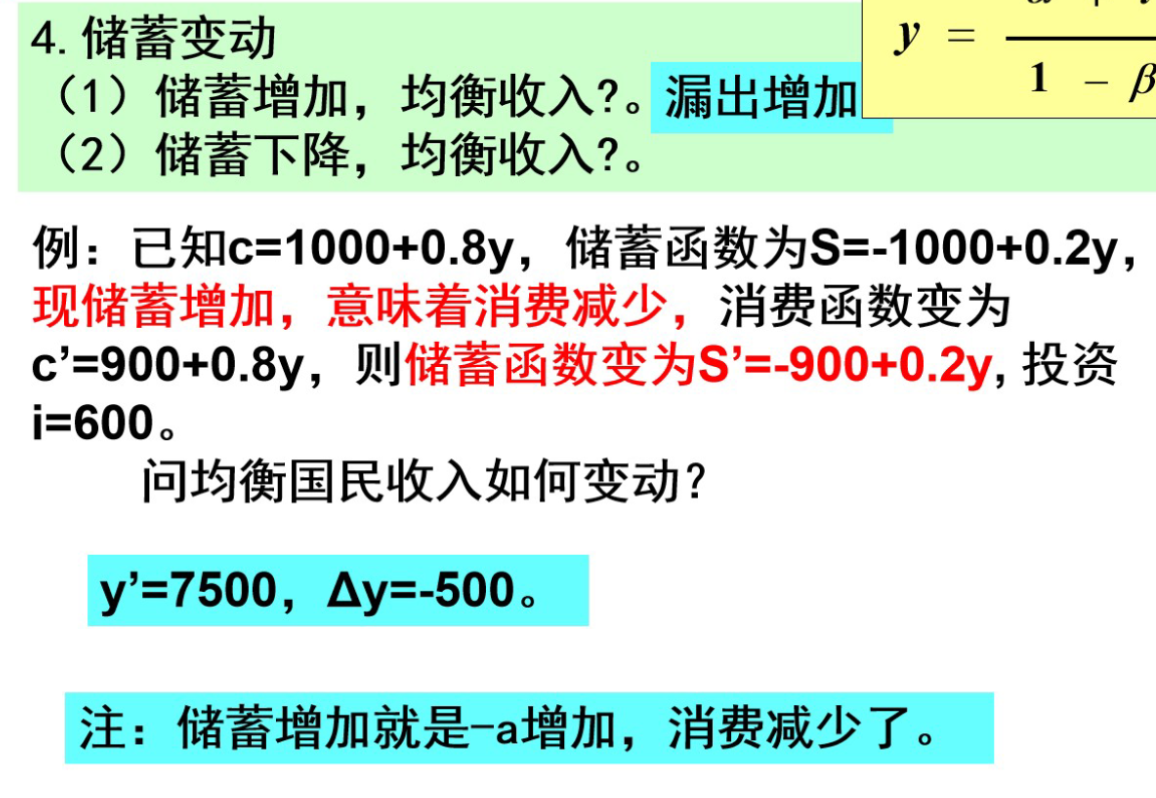 4. 储蓄变动
（1）储蓄增加，均衡收入?。漏出增加
（2）储蓄下降，均衡收入?。
y =
1 - β
例：已知c=1000+0.8y，储蓄函数为S=-1000+0.2y，
现储蓄增加，意味着消费减少，消费函数变为
c’=900+0.8y，则储蓄函数变为S’=-900+0.2y, 投资
i=600。
问均衡国民收入如何变动?
y’=7500，Δy=-500。
注：储蓄增加就是-a增加，消费减少了。